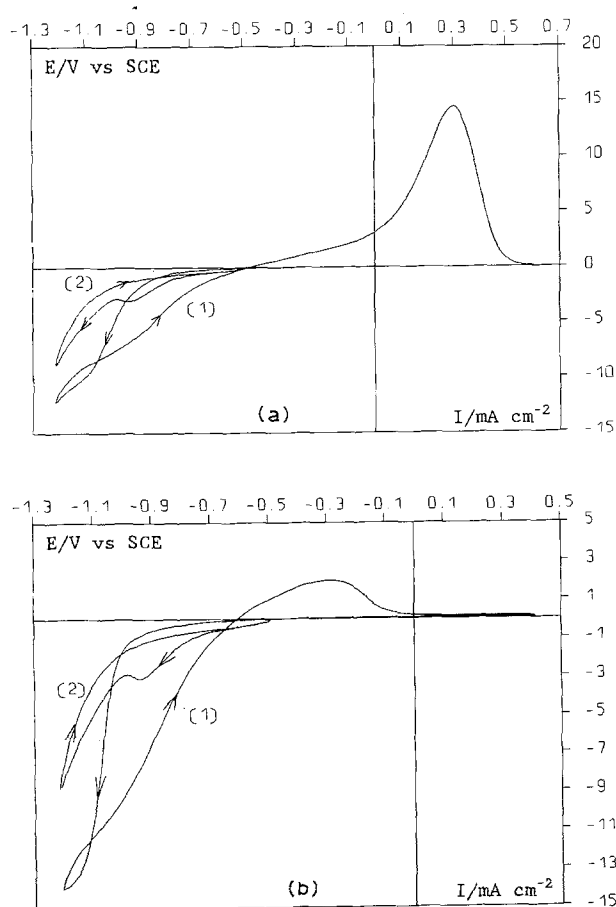 -1.3 -1.1 -0.9 -0.7 -0.5 -0.3 -0.1 0.1 0.3 0.5 0.7
E/V vs SCE
20
15
10
5
0
-5
-10
-15
(2)
(1)
(a)
I/mA cm⁻²
-1.3 -1.1 -0.9 -0.7 -0.5 -0.3 -0.1 0.1 0.3 0.5
E/V vs SCE
5
3
1
-1
-3
-5
-7
-9
-11
-13
-15
(2)
(1)
(b)
I/mA cm⁻²